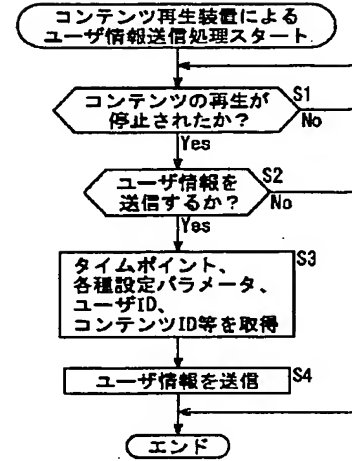 コンテンツ再生装置による
ユーザ情報送信処理スタート
コンテンツの再生が
停止されたか？
S1
No
Yes
ユーザ情報を
送信するか？
S2
No
Yes
タイムポイント、
各種設定パラメータ、
ユーザID、
コンテンツID等を取得
S3
ユーザ情報を送信
S4
エンド